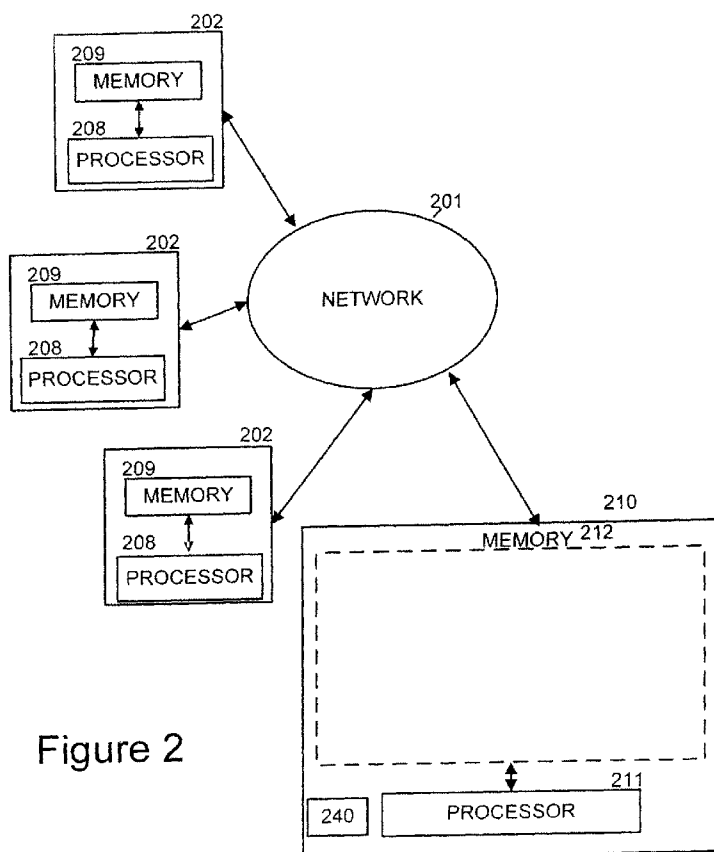 202
209
MEMORY
208
PROCESSOR
201
NETWORK
202
209
MEMORY
208
PROCESSOR
202
209
MEMORY
208
PROCESSOR
210
MEMORY 212
211
240
PROCESSOR
Figure 2